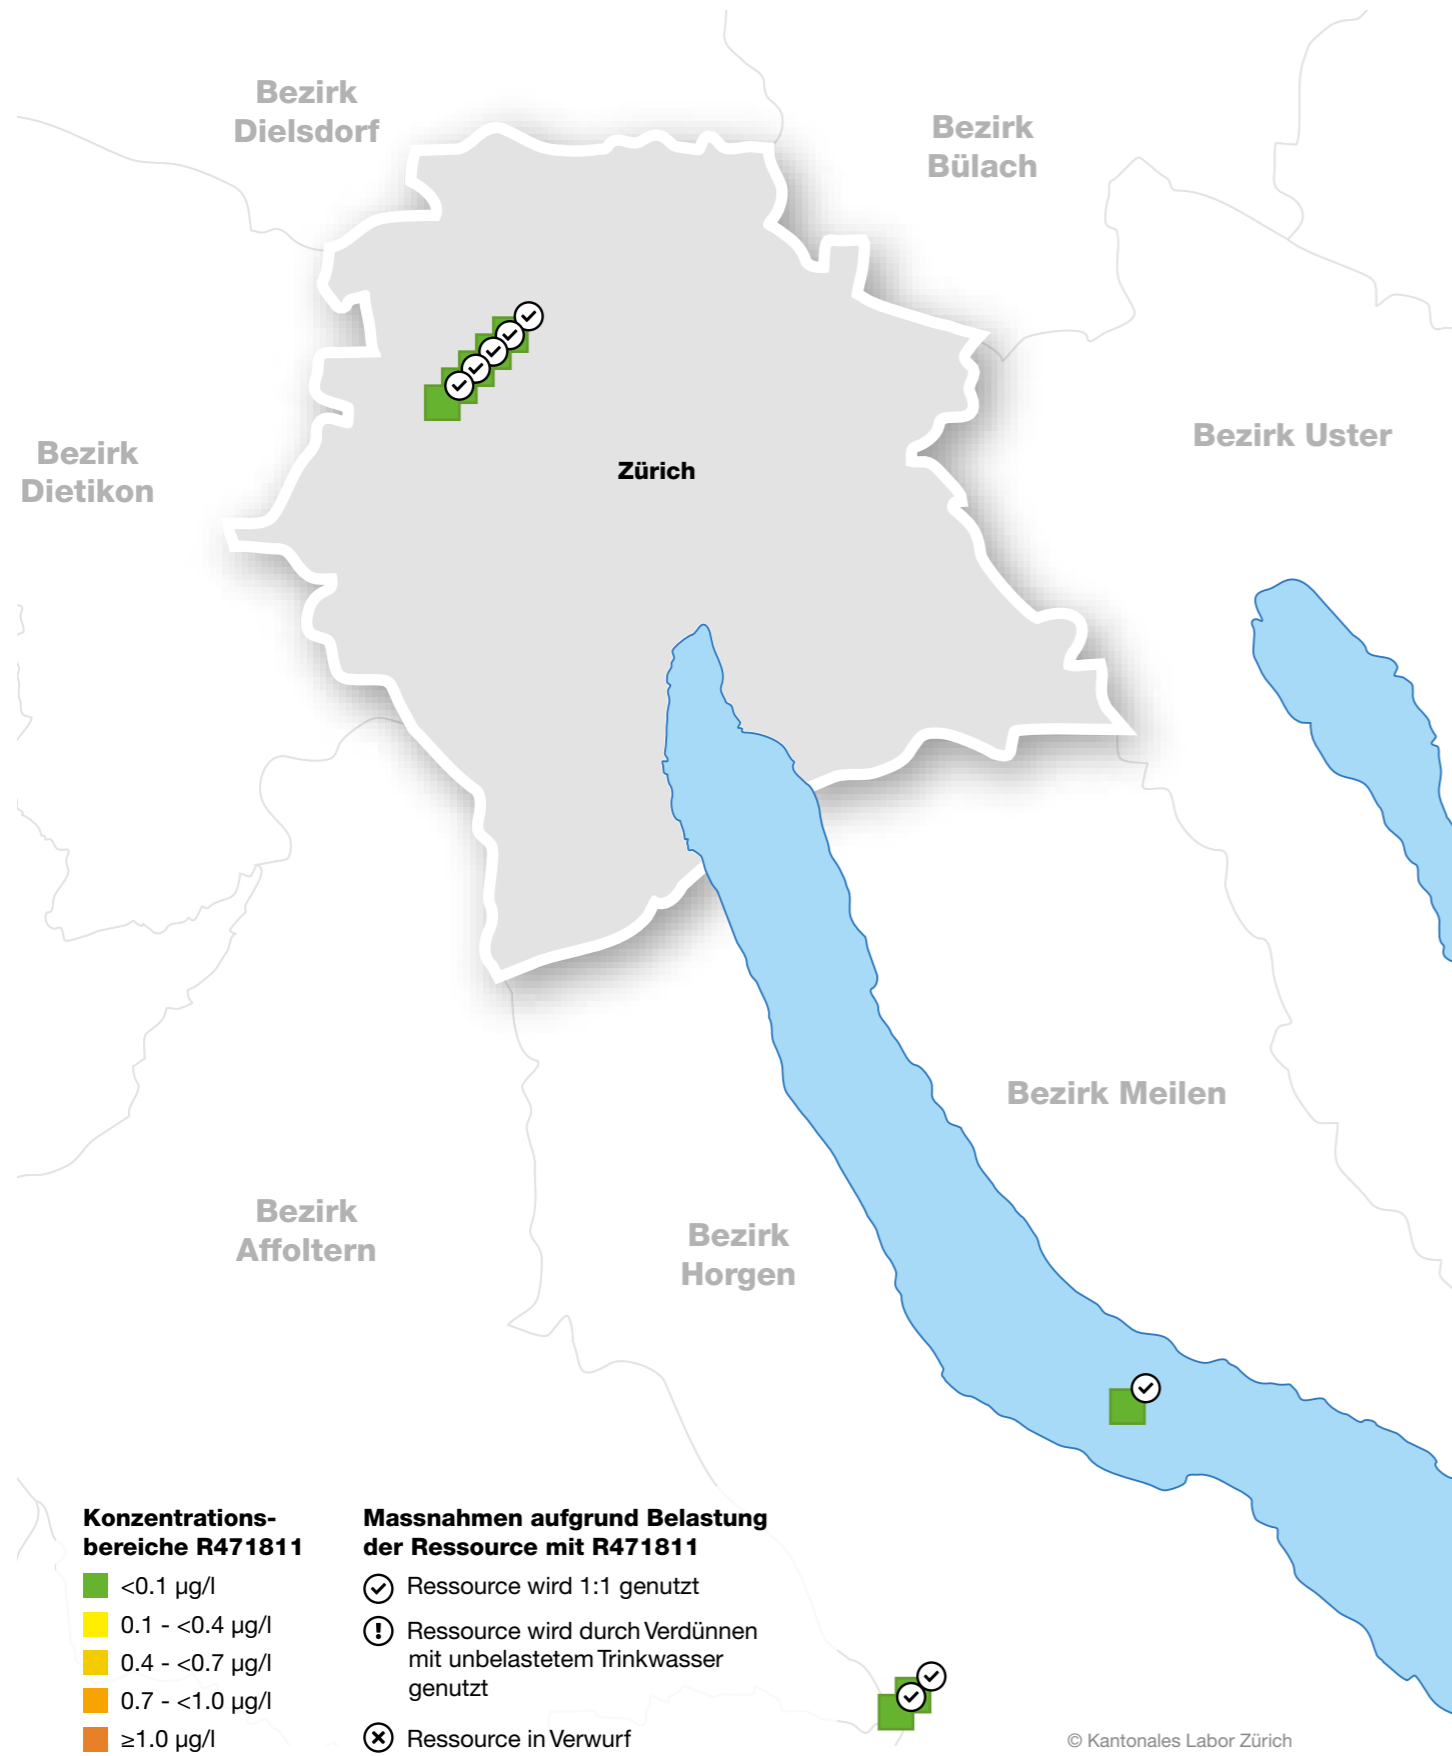 Bezirk
Dielsdorf
Bezirk
Bülach
Bezirk Uster
Bezirk
Dietikon
Zürich
Bezirk Meilen
Bezirk
Affoltern
Bezirk
Horgen
Konzentrations-
bereiche R471811
<0.1 µg/l
0.1 - <0.4 µg/l
0.4 - <0.7 µg/l
0.7 - <1.0 µg/l
≥1.0 µg/l
Massnahmen aufgrund Belastung
der Ressource mit R471811
Ressource wird 1:1 genutzt
Ressource wird durch Verdünnen
mit unbelastetem Trinkwasser
genutzt
Ressource in Verwurf
© Kantonales Labor Zürich